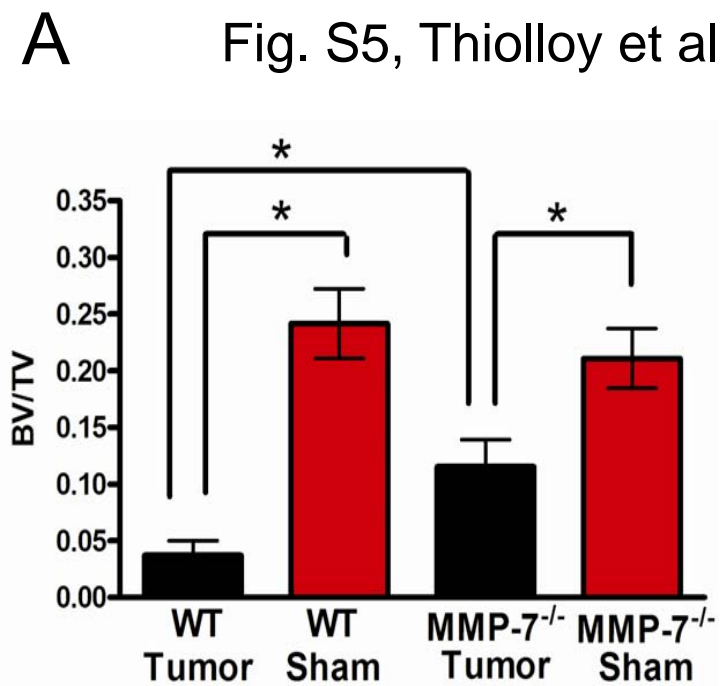 A
Fig. S5, Thiolloy et al
*
*
*
0.35
0.30
0.25
0.20
0.15
0.10
0.05
0.00
BV/TV
WT
Tumor
WT
Sham
MMP-7-/-
Tumor
MMP-7-/-
Sham